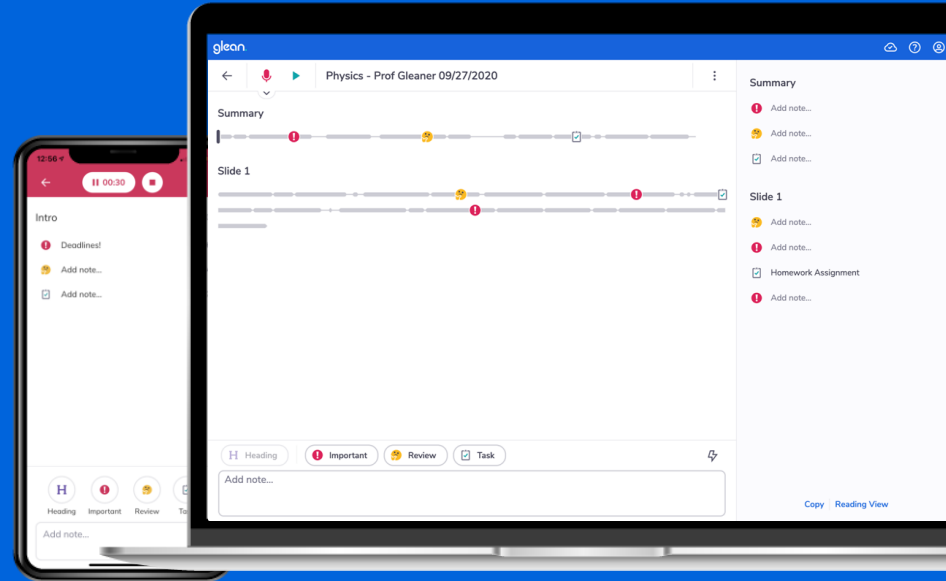 12:56
00:30
Intro
Deadlines!
Add note...
Add note...
H
Heading
Important
Review
Add note...
glean.
Physics - Prof Gleaner 09/27/2020
Summary
Slide 1
H Heading
Important
Review
Task
Add note...
Summary
Add note...
Add note...
Add note...
Slide 1
Add note...
Add note...
Homework Assignment
Add note...
Copy
Reading View